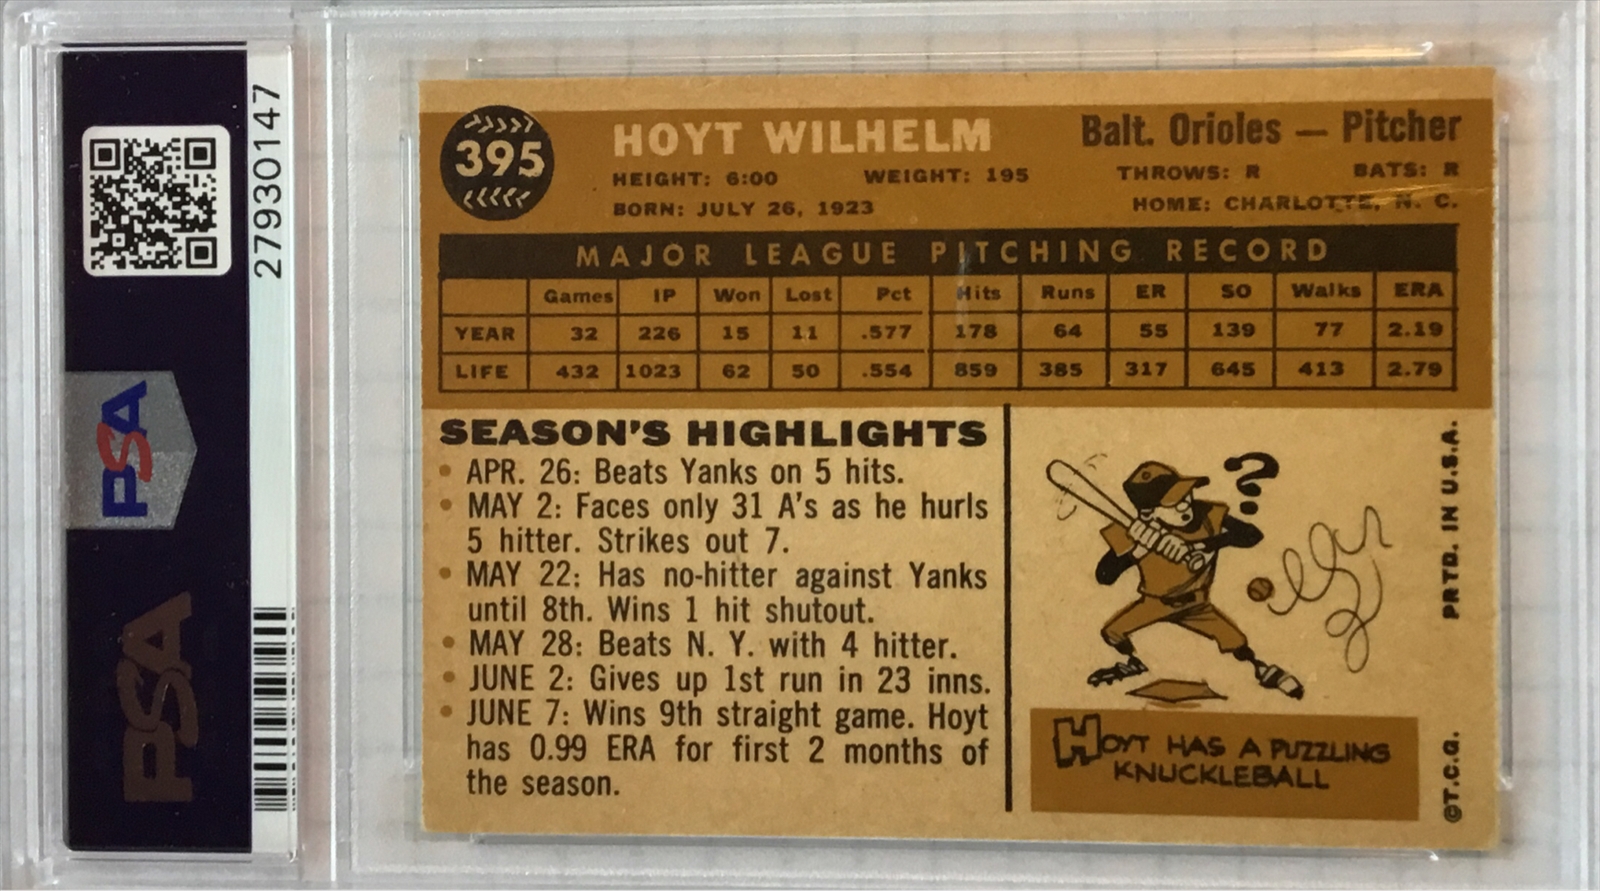 27930147
PSA
PSA
395
HOYT WILHELM
Balt. Orioles — Pitcher
HEIGHT: 6:00 WEIGHT: 195 THROWS: R BATS: R
BORN: JULY 26, 1923 HOME: CHARLOTTE, N. C.
MAJOR LEAGUE PITCHING RECORD
Games IP Won Lost Pct Hits Runs ER SO Walks ERA
YEAR 32 226 15 11 .577 178 64 55 139 77 2.19
LIFE 432 1023 62 50 .554 859 385 317 645 413 2.79
SEASON'S HIGHLIGHTS
• APR. 26: Beats Yanks on 5 hits.
• MAY 2: Faces only 31 A's as he hurls
5 hitter. Strikes out 7.
• MAY 22: Has no-hitter against Yanks
until 8th. Wins 1 hit shutout.
• MAY 28: Beats N. Y. with 4 hitter.
• JUNE 2: Gives up 1st run in 23 inns.
• JUNE 7: Wins 9th straight game. Hoyt
has 0.99 ERA for first 2 months of
the season.
?
HOYT HAS A PUZZLING
KNUCKLEBALL
©T.C.G. PRTD. IN U.S.A.